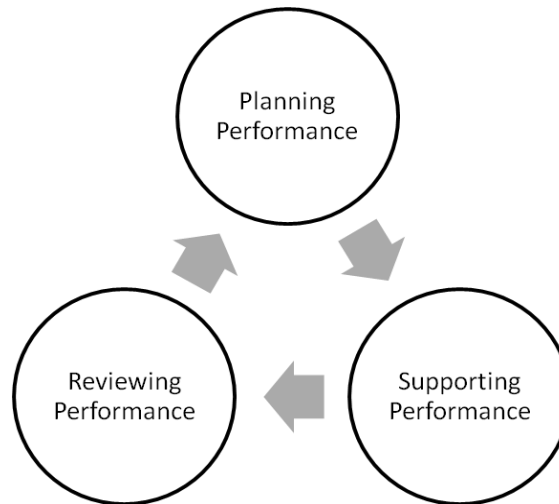 Planning
Performance
Reviewing
Performance
Supporting
Performance